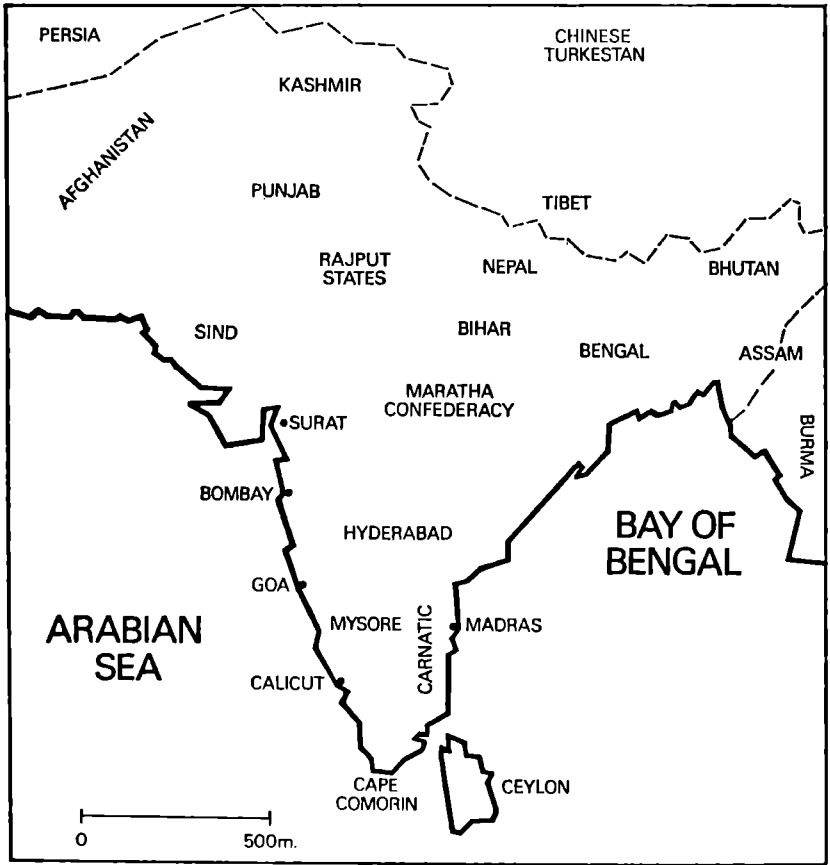 PERSIA
CHINESE
TURKESTAN
KASHMIR
AFGHANISTAN
PUNJAB
TIBET
RAJPUT
STATES
NEPAL
BHUTAN
SIND
BIHAR
BENGAL
ASSAM
MARATHA
CONFEDERACY
SURAT
BURMA
BOMBAY
HYDERABAD
BAY OF
BENGAL
GOA
ARABIAN
SEA
MYSORE
CARNATIC
MADRAS
CALICUT
CAPE
COMORIN
CEYLON
0 500m.